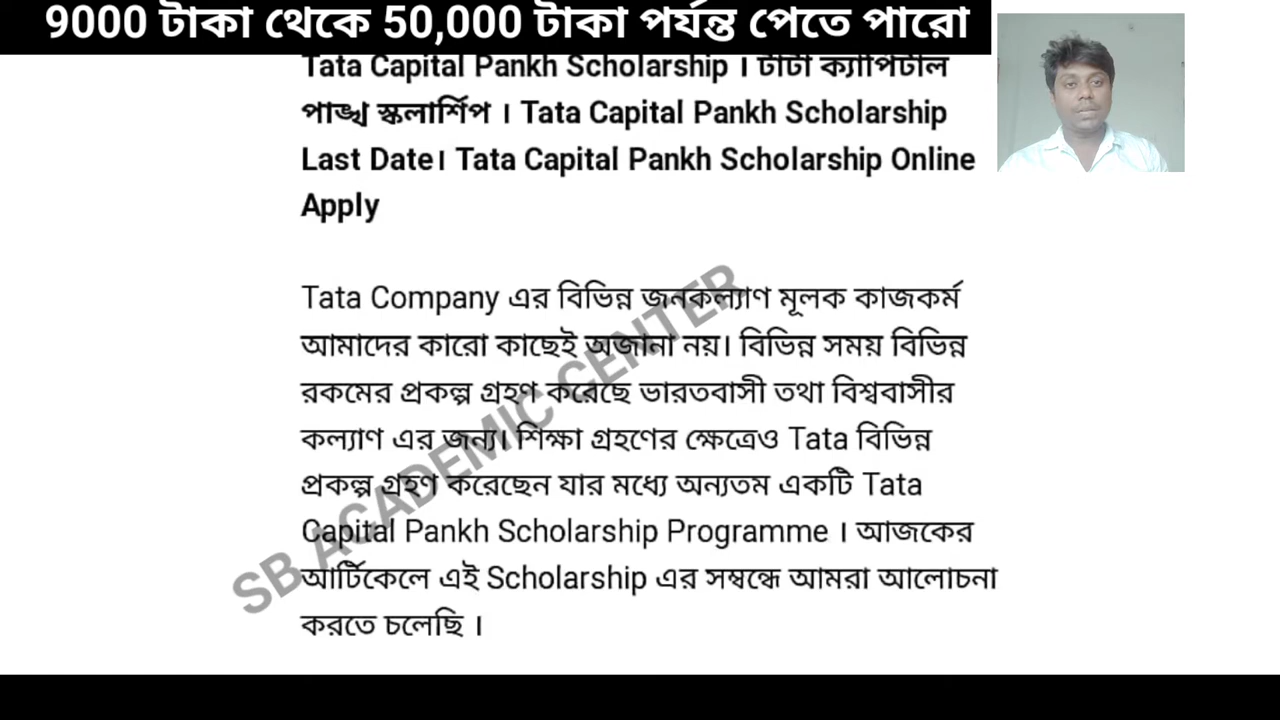 9000 টাকা থেকে 50,000 টাকা পর্যন্ত পেতে পারো
Tata Capital Pankh Scholarship । টাটা ক্যাপিটাল
পাঙ্খ স্কলার্শিপ । Tata Capital Pankh Scholarship
Last Date। Tata Capital Pankh Scholarship Online
Apply
Tata Company এর বিভিন্ন জনকল্যাণ মূলক কাজকর্ম
আমাদের কারো কাছেই অজানা নয়। বিভিন্ন সময় বিভিন্ন
রকমের প্রকল্প গ্রহণ করেছে ভারতবাসী তথা বিশ্ববাসীর
কল্যাণ এর জন্য। শিক্ষা গ্রহণের ক্ষেত্রেও Tata বিভিন্ন
প্রকল্প গ্রহণ করেছেন যার মধ্যে অন্যতম একটি Tata
Capital Pankh Scholarship Programme । আজকের
আর্টিকেলে এই Scholarship এর সম্বন্ধে আমরা আলোচনা
করতে চলেছি ।
SB ACADEMIC CENTER